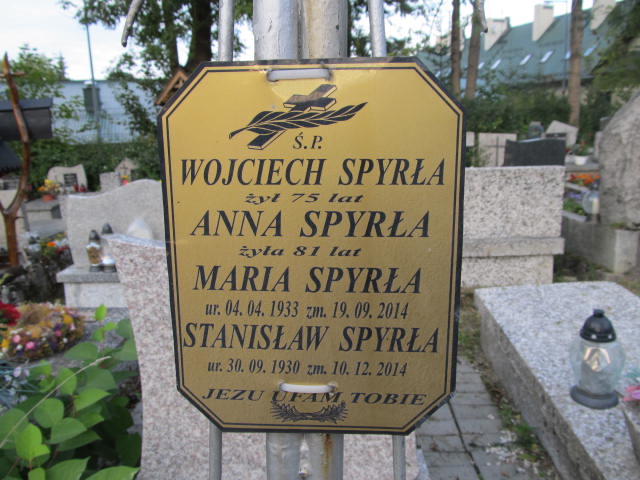 Ś.P.
WOJCIECH SPYRŁA
żył 75 lat
ANNA SPYRŁA
żyła 81 lat
MARIA SPYRŁA
ur. 04. 04. 1933 zm. 19. 09. 2014
STANISŁAW SPYRŁA
ur. 30. 09. 1930 zm. 10. 12. 2014
JEZU UFAM TOBIE